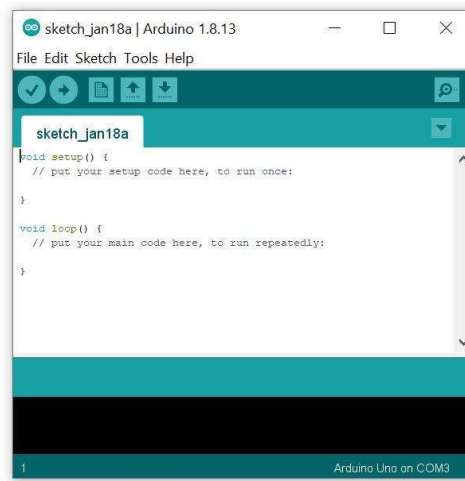 sketch_jan18a | Arduino 1.8.13
File Edit Sketch Tools Help
sketch_jan18a
void setup() {
  // put your setup code here, to run once:

}

void loop() {
  // put your main code here, to run repeatedly:

}
1
Arduino Uno on COM3